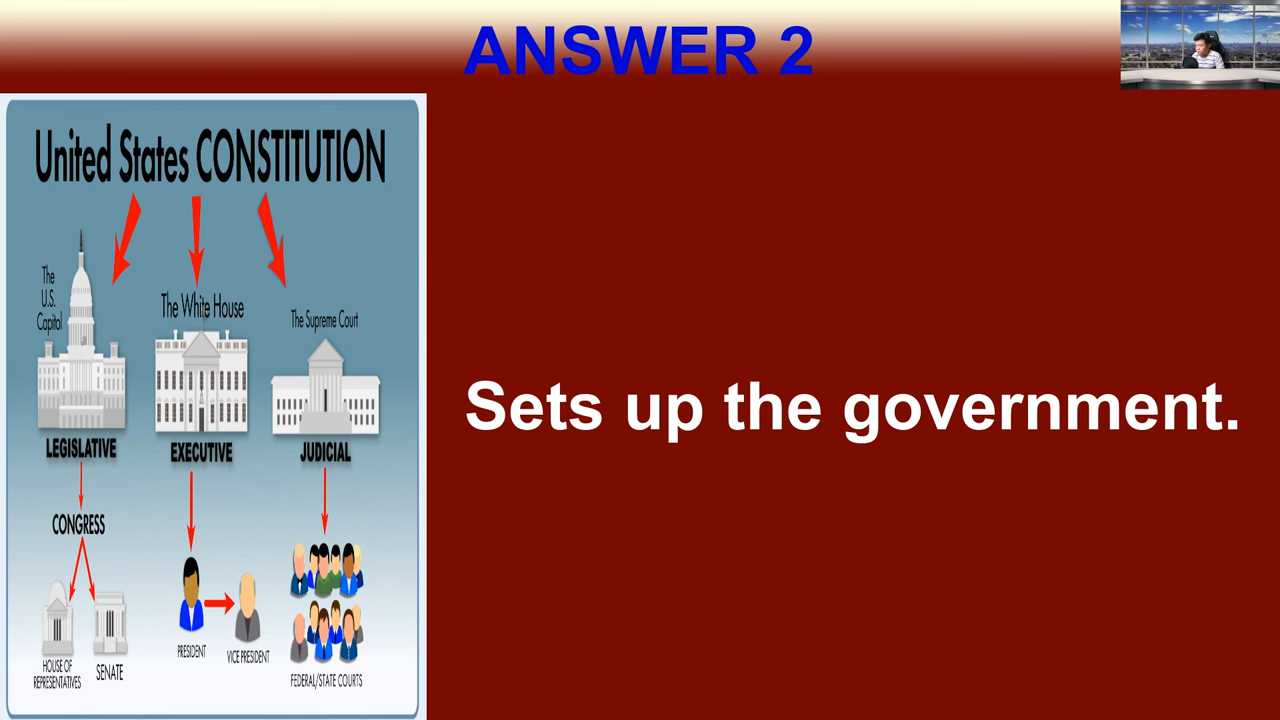 ANSWER 2
United States CONSTITUTION
The
U.S.
Capitol
The White House
The Supreme Court
LEGISLATIVE
EXECUTIVE
JUDICIAL
CONGRESS
HOUSE OF
REPRESENTATIVES
SENATE
PRESIDENT
VICE PRESIDENT
FEDERAL/STATE COURTS
Sets up the government.